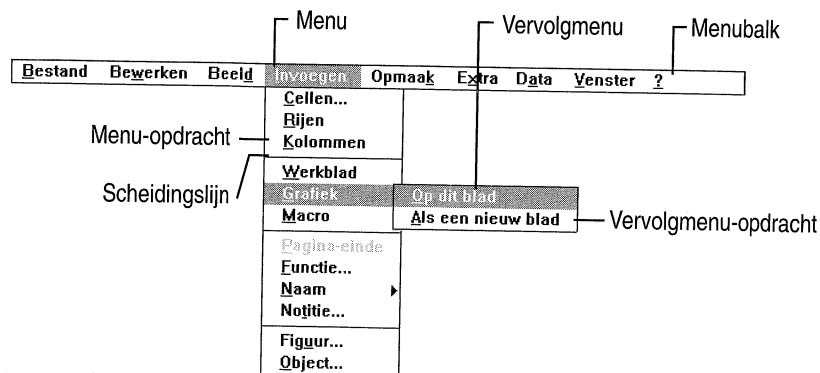 Menu
Vervolgmenu
Menubalk
Bestand Bewerken Beeld Invoegen Opmaak Extra Data Venster ?
Cellen...
Rijen
Menu-opdracht
Kolommen
Scheidingslijn
Werkblad
Grafiek
Op dit blad
Macro
Als een nieuw blad
Vervolgmenu-opdracht
Pagina-einde
Functie...
Naam
Notitie...
Figuur...
Object...